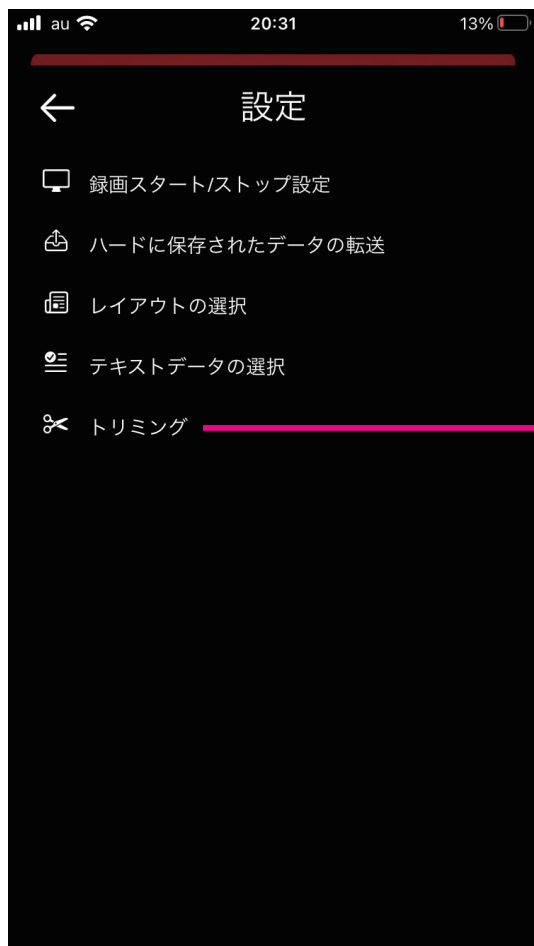 au 20:31 13%
設定
録画スタート/ストップ設定
ハードに保存されたデータの転送
レイアウトの選択
テキストデータの選択
トリミング